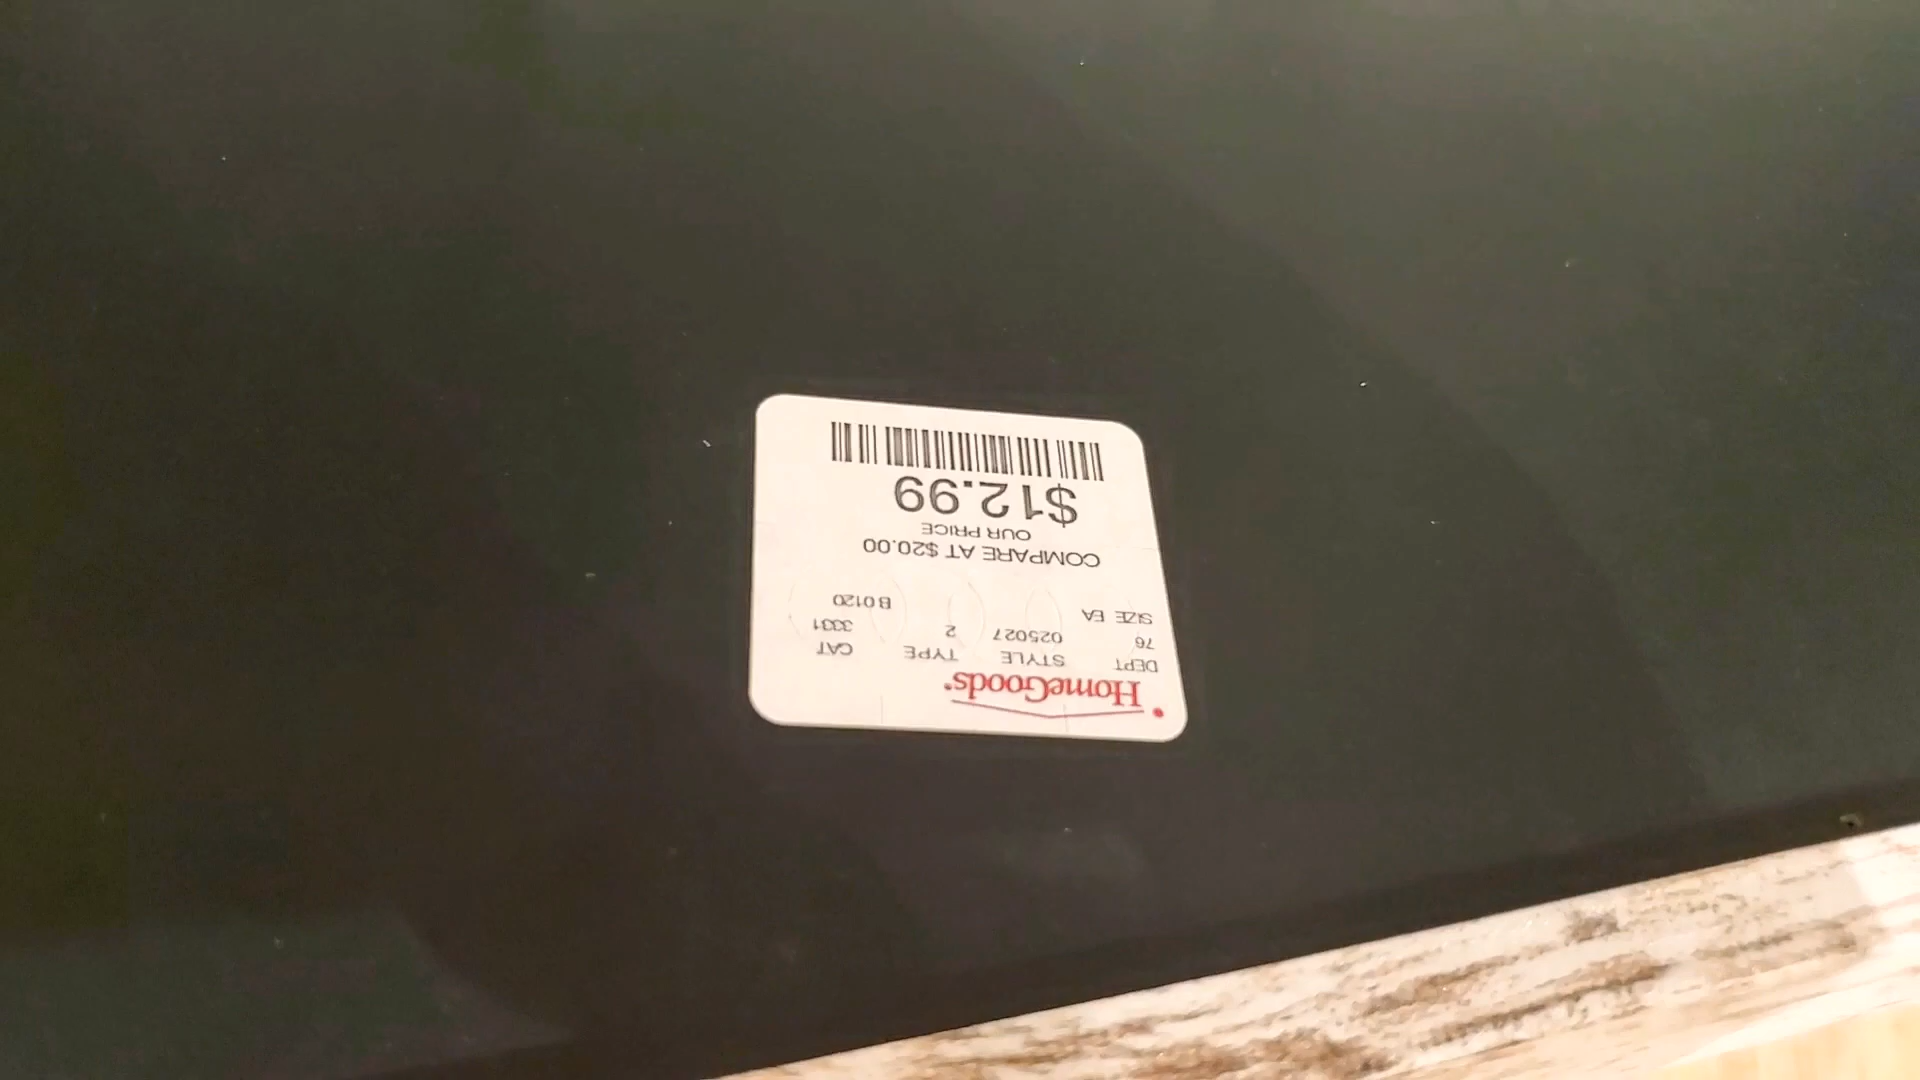 HomeGoods
DEPT STYLE TYPE CAT
76 025027 2 3331
SIZE EA B0120
COMPARE AT $20.00
OUR PRICE
$12.99